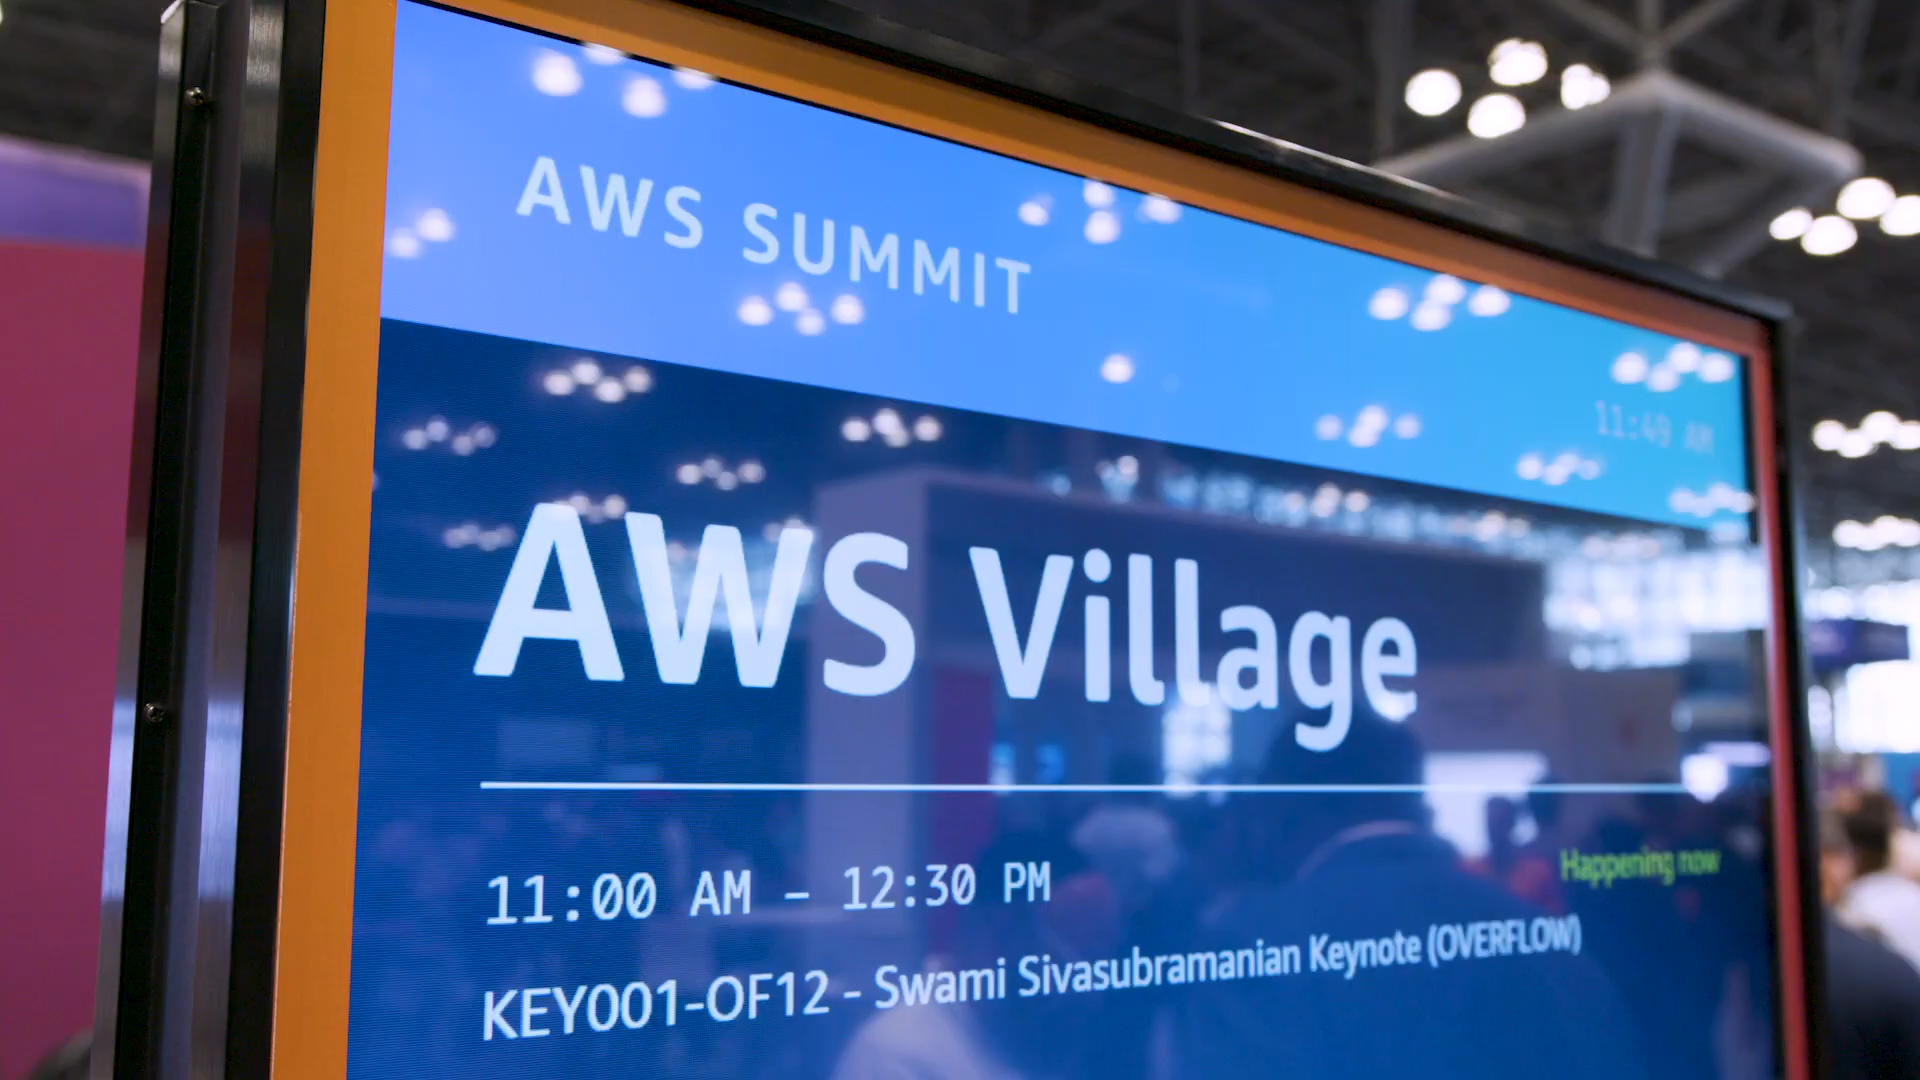 AWS SUMMIT
11:49 AM
AWS Village
11:00 AM – 12:30 PM
Happening now
KEY001-OF12 - Swami Sivasubramanian Keynote (OVERFLOW)